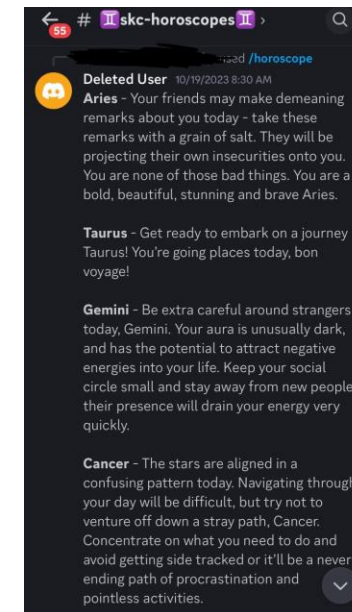 55
# ♊skc-horoscopes♊ >
used /horoscope
Deleted User 10/19/2023 8:30 AM
Aries - Your friends may make demeaning
remarks about you today - take these
remarks with a grain of salt. They will be
projecting their own insecurities onto you.
You are none of those bad things. You are a
bold, beautiful, stunning and brave Aries.
Taurus - Get ready to embark on a journey
Taurus! You're going places today, bon
voyage!
Gemini - Be extra careful around strangers
today, Gemini. Your aura is unusually dark,
and has the potential to attract negative
energies into your life. Keep your social
circle small and stay away from new people
their presence will drain your energy very
quickly.
Cancer - The stars are aligned in a
confusing pattern today. Navigating through
your day will be difficult, but try not to
venture off down a stray path, Cancer.
Concentrate on what you need to do and
avoid getting side tracked or it'll be a never
ending path of procrastination and
pointless activities.